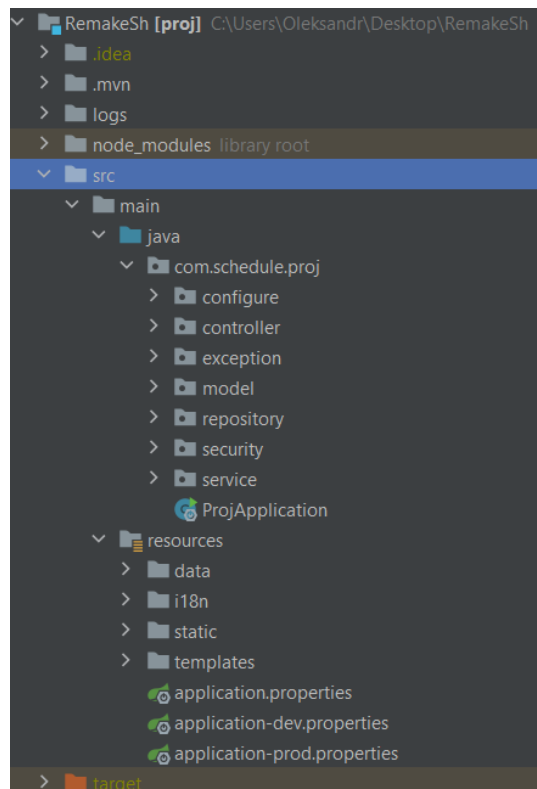 RemakeSh [proj] C:\Users\Oleksandr\Desktop\RemakeSh
.idea
.mvn
logs
node_modules library root
src
main
java
com.schedule.proj
configure
controller
exception
model
repository
security
service
ProjApplication
resources
data
i18n
static
templates
application.properties
application-dev.properties
application-prod.properties
target